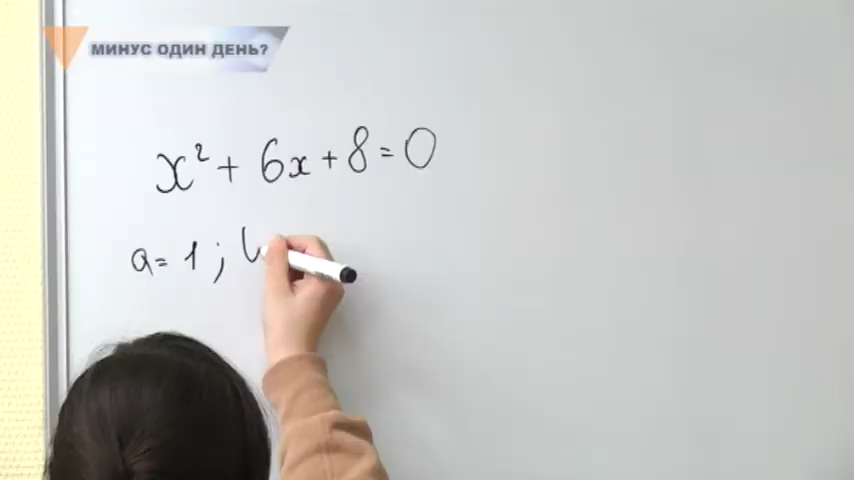 МИНУС ОДИН ДЕНЬ?
x² + 6x + 8 = 0
a = 1 ;